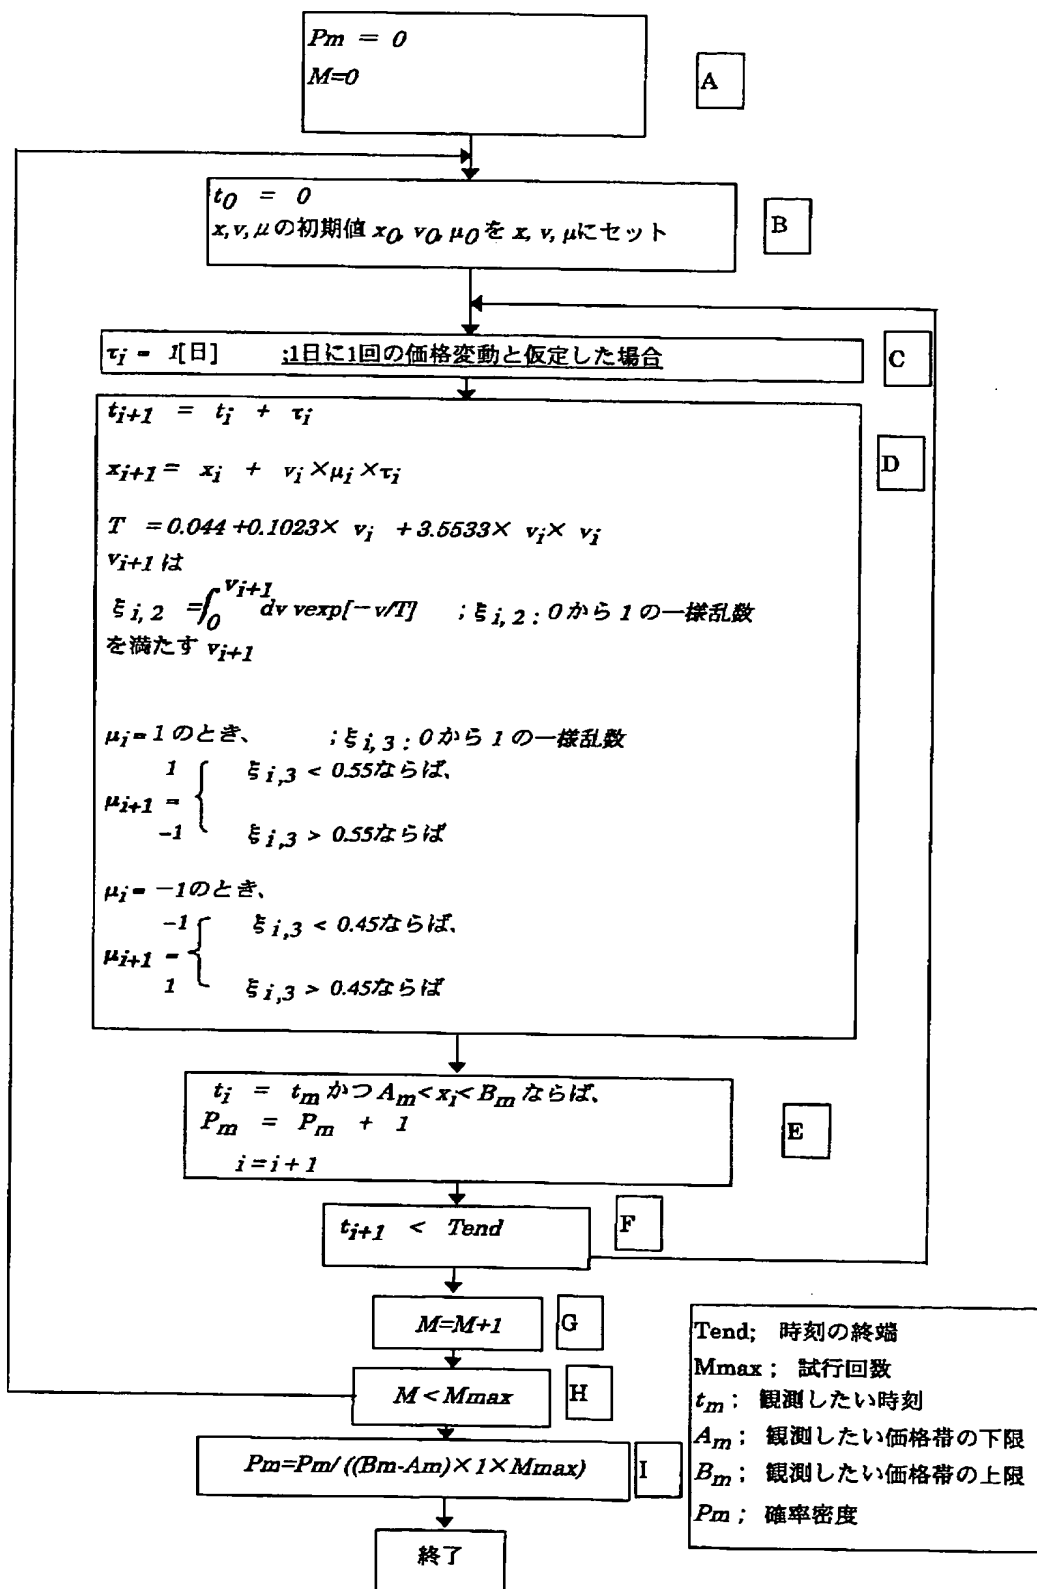 Pm = 0
M=0
A
t0 = 0
x, v, μの初期値 x0, v0, μ0を x, v, μにセット
B
τi = 1[日] ;1日に1回の価格変動と仮定した場合
C
ti+1 = ti + τi
D
xi+1 = xi + vi×μi×τi
T = 0.044+0.1023× vi +3.5533× vi× vi
vi+1 は
ξi, 2 =∫0^vi+1 dv vexp[−v/T] ; ξi, 2 : 0から1の一様乱数
を満たす vi+1
μi= 1のとき、 ; ξi, 3 : 0から1の一様乱数
1 ξi,3 < 0.55ならば、
μi+1 = {
-1 ξi,3 > 0.55ならば
μi= −1のとき、
-1 ξi,3 < 0.45ならば、
μi+1 = {
1 ξi,3 > 0.45ならば
ti = tm かつ Am<xi<Bm ならば、
Pm = Pm + 1
i=i+1
E
ti+1 < Tend
F
M=M+1
G
M<Mmax
H
Pm=Pm/((Bm-Am)×1×Mmax)
I
終了
Tend; 時刻の終端
Mmax; 試行回数
tm; 観測したい時刻
Am; 観測したい価格帯の下限
Bm; 観測したい価格帯の上限
Pm; 確率密度